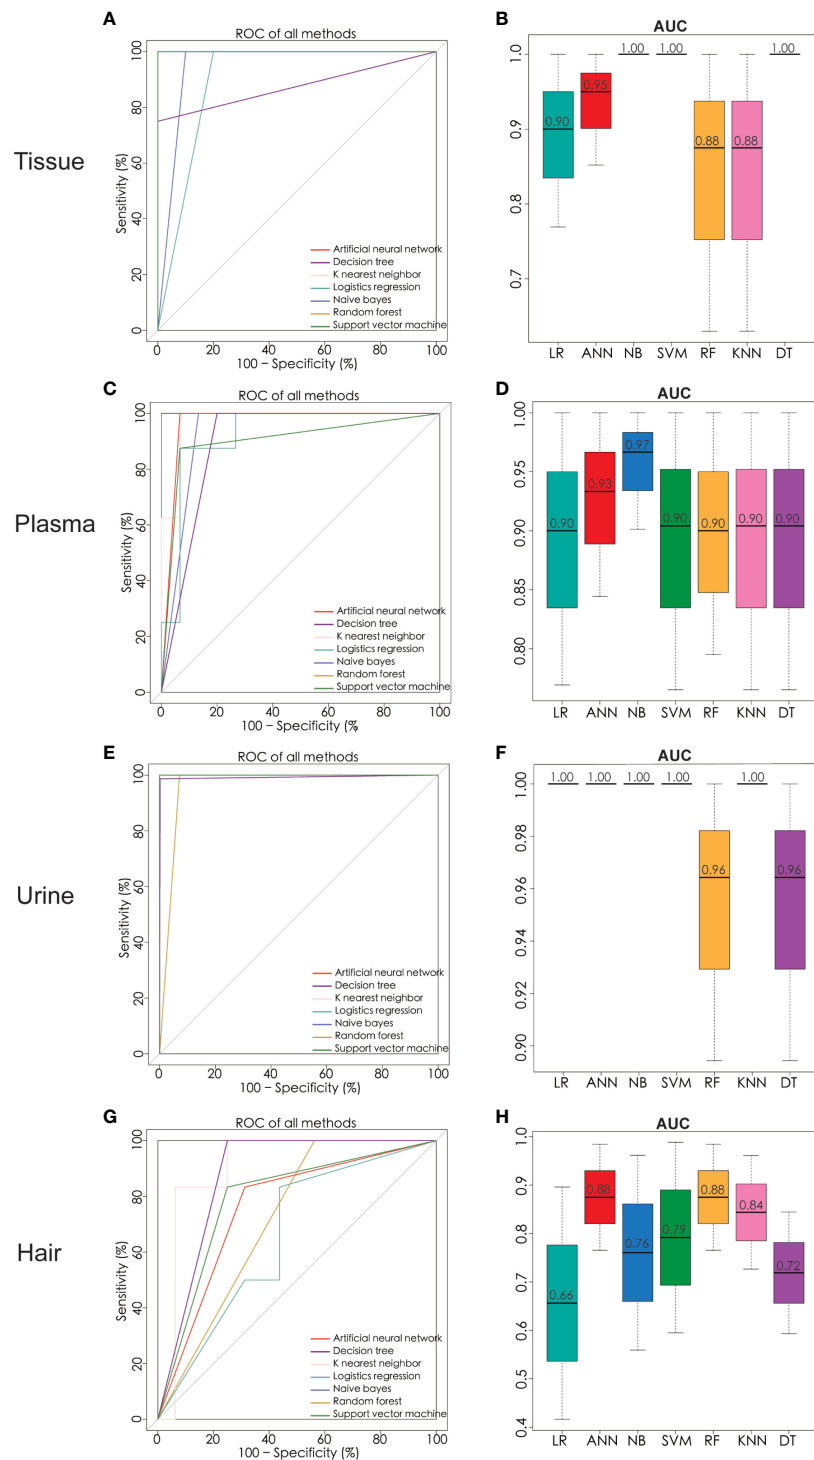 A
B
ROC of all methods
AUC
Tissue
Sensitivity (%)
0 20 40 60 80 100
Artificial neural network
Decision tree
K nearest neighbor
Logistics regression
Naive bayes
Random forest
Support vector machine
0 20 40 60 80 100
100 − Specificity (%)
0.7 0.8 0.9 1.0
0.90 0.95 1.00 1.00 0.88 0.88 1.00
LR ANN NB SVM RF KNN DT
C
D
ROC of all methods
AUC
Plasma
Sensitivity (%)
0 20 40 60 80 100
Artificial neural network
Decision tree
K nearest neighbor
Logistics regression
Naive bayes
Random forest
Support vector machine
0 20 40 60 80 100
100 − Specificity (%
0.80 0.85 0.90 0.95 1.00
0.90 0.93 0.97 0.90 0.90 0.90 0.90
LR ANN NB SVM RF KNN DT
E
F
ROC of all methods
AUC
Urine
Sensitivity (%)
0 20 40 60 80 100
Artificial neural network
Decision tree
K nearest neighbor
Logistics regression
Naive bayes
Random forest
Support vector machine
0 20 40 60 80 100
100 − Specificity (%)
0.90 0.92 0.94 0.96 0.98 1.00
1.00 1.00 1.00 1.00 0.96 1.00 0.96
LR ANN NB SVM RF KNN DT
G
H
ROC of all methods
AUC
Hair
Sensitivity (%)
0 20 40 60 80 100
Artificial neural network
Decision tree
K nearest neighbor
Logistics regression
Naive bayes
Random forest
Support vector machine
0 20 40 60 80 100
100 − Specificity (%)
0.4 0.5 0.6 0.7 0.8 0.9 1.0
0.66 0.88 0.76 0.79 0.88 0.84 0.72
LR ANN NB SVM RF KNN DT